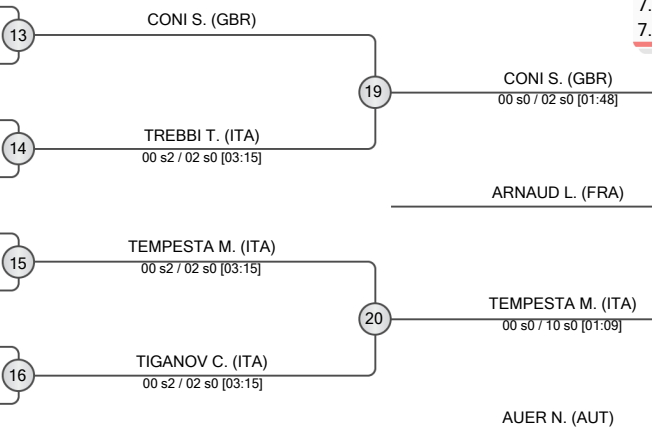 7.
7.
CONI S. (GBR)
13
19
CONI S. (GBR)
00 s0 / 02 s0 [01:48]
14
TREBBI T. (ITA)
00 s2 / 02 s0 [03:15]
ARNAUD L. (FRA)
TEMPESTA M. (ITA)
15
00 s2 / 02 s0 [03:15]
20
TEMPESTA M. (ITA)
00 s0 / 10 s0 [01:09]
16
TIGANOV C. (ITA)
00 s2 / 02 s0 [03:15]
AUER N. (AUT)